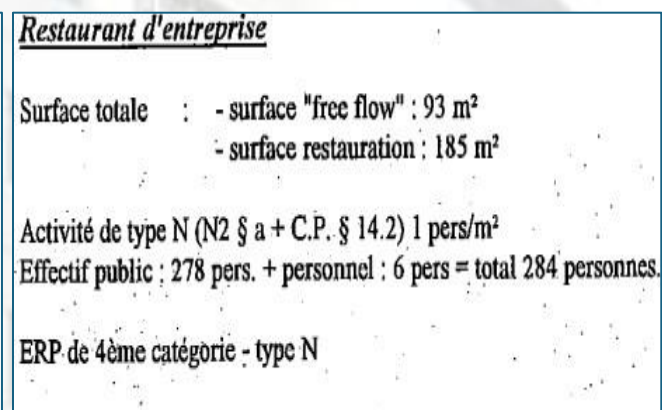 Restaurant d'entreprise
Surface totale : - surface "free flow" : 93 m²
- surface restauration : 185 m²
Activité de type N (N2 § a + C.P. § 14.2) 1 pers/m²
Effectif public : 278 pers. + personnel : 6 pers = total 284 personnes.
ERP de 4ème catégorie - type N